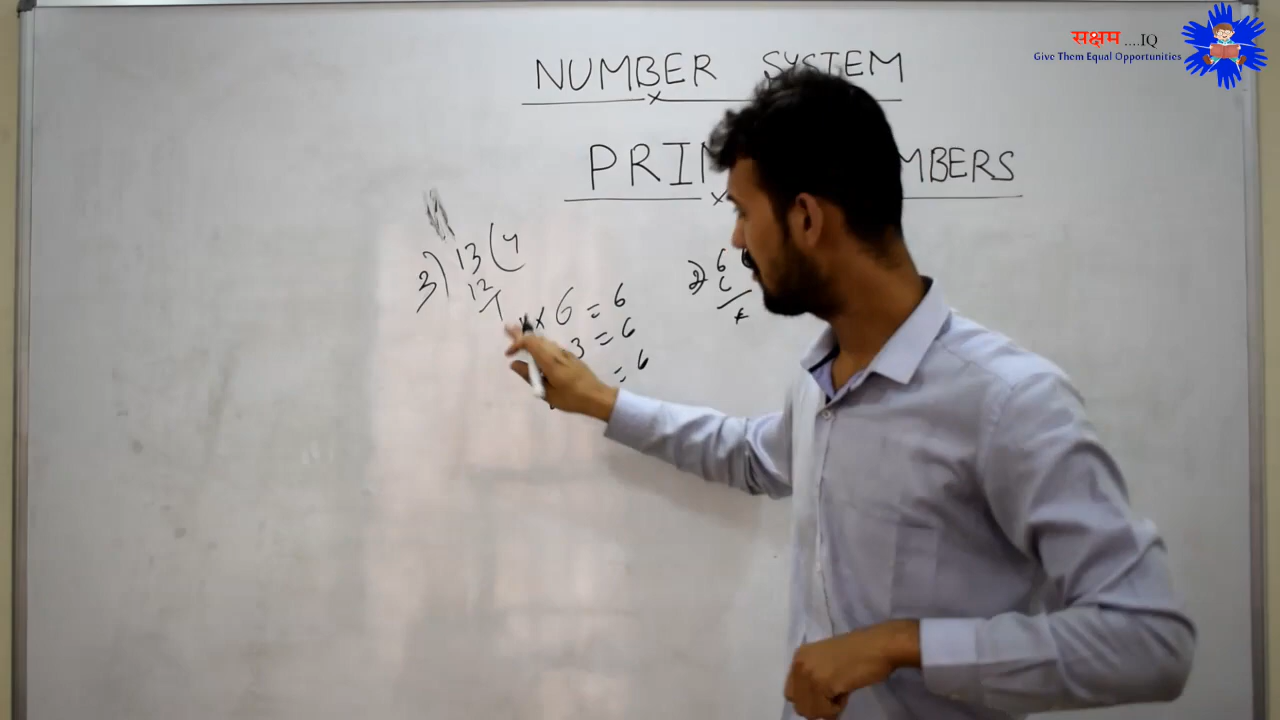 सक्षम ....IQ
Give Them Equal Opportunities
NUMBER SYSTEM
PRIM MBERS
3) 13 (4
12
1
× 6 = 6
3 = 6
= 6
2) 6
6